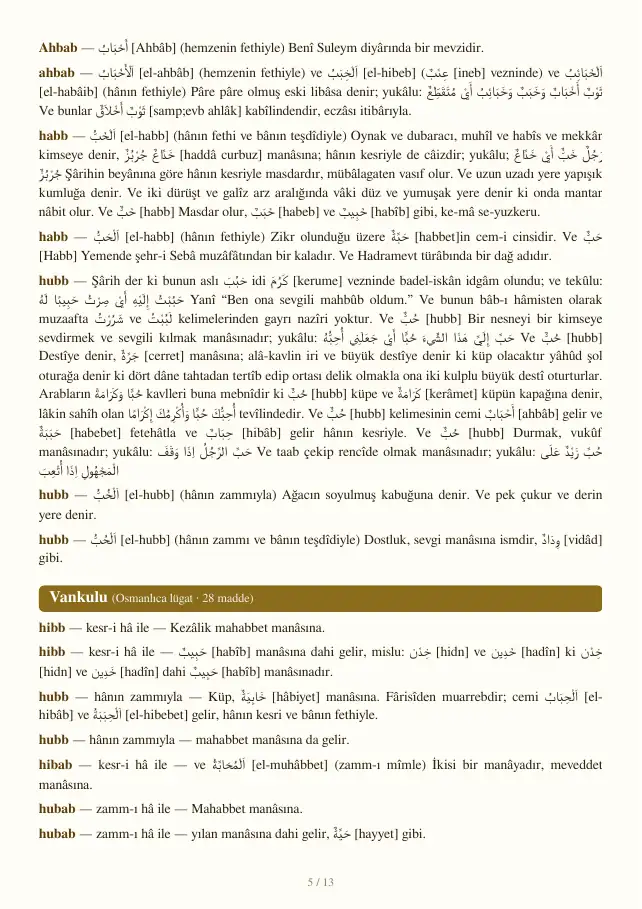 Ahbab — أَحْبَابٌ [Ahbâb] (hemzenin fethiyle) Benî Suleym diyârında bir mevzidir.
ahbab — اَلْأَخْبَابُ [el-ahbâb] (hemzenin fethiyle) ve اَلْخِبَبُ [el-hibeb] (عِنَبٌ [ineb] vezninde) ve اَلْخَبَائِبُ
[el-habâib] (hânın fethiyle) Pâre pâre olmuş eski libâsa denir; yukâlu: ثَوْبٌ أَخْبَابٌ وَخَبَبٌ وَخَبَائِبُ أَيْ مُتَقَطِّعٌ
Ve bunlar ثَوْبٌ أَخْلَاقٌ [samp;evb ahlâk] kabîlindendir, eczâsı itibârıyla.
habb — اَلْخَبُّ [el-habb] (hânın fethi ve bânın teşdîdiyle) Oynak ve dubaracı, muhîl ve habîs ve mekkâr
kimseye denir, خَدَّاعٌ جُرْبُزٌ [haddâ curbuz] manâsına; hânın kesriyle de câizdir; yukâlu; رَجُلٌ خَبٌّ أَيْ خَدَّاعٌ
جُرْبُزٌ Şârihin beyânına göre hânın kesriyle masdardır, mübâlagaten vasıf olur. Ve uzun uzadı yere yapışık
kumluğa denir. Ve iki dürüşt ve galîz arz aralığında vâki düz ve yumuşak yere denir ki onda mantar
nâbit olur. Ve خَبٌّ [habb] Masdar olur, خَبَبٌ [habeb] ve خَبِيبٌ [habîb] gibi, ke-mâ se-yuzkeru.
habb — اَلْحَبُّ [el-habb] (hânın fethiyle) Zikr olunduğu üzere حَبَّةٌ [habbet]in cem-i cinsidir. Ve حَبٌّ
[Habb] Yemende şehr-i Sebâ muzâfâtından bir kaladır. Ve Hadramevt türâbında bir dağ adıdır.
hubb — Şârih der ki bunun aslı حَبُبَ idi كَرُمَ [kerume] vezninde badel-iskân idgâm olundu; ve tekûlu:
حَبُبْتُ إِلَيْهِ أَيْ صِرْتُ حَبِيبًا لَهُ Yanî “Ben ona sevgili mahbûb oldum.” Ve bunun bâb-ı hâmisten olarak
muzaafta شَرُرْتُ ve لَبُبْتُ kelimelerinden gayrı nazîri yoktur. Ve حُبٌّ [hubb] Bir nesneyi bir kimseye
sevdirmek ve sevgili kılmak manâsınadır; yukâlu: حَبَّ إِلَيَّ هَذَا الشَّيءَ حُبًّا أَيْ جَعَلَنِي أُحِبُّهُ Ve حُبٌّ [hubb]
Destîye denir, جَرَّةٌ [cerret] manâsına; alâ-kavlin iri ve büyük destîye denir ki küp olacaktır yâhûd şol
oturağa denir ki dört dâne tahtadan tertîb edip ortası delik olmakla ona iki kulplu büyük destî oturturlar.
Arabların حُبًّا وَكَرَامَةً kavlleri buna mebnîdir ki حُبٌّ [hubb] küpe ve كَرَامَةٌ [kerâmet] küpün kapağına denir,
lâkin sahîh olan أُحِبُّكَ حُبًّا وَأُكْرِمُكَ إِكْرَامًا tevîlindedir. Ve حُبٌّ [hubb] kelimesinin cemi أَحْبَابٌ [ahbâb] gelir ve
حَبَبَةٌ [habebet] fetehâtla ve حِبَابٌ [hibâb] gelir hânın kesriyle. Ve حُبٌّ [hubb] Durmak, vukûf
manâsınadır; yukâlu: حَبَّ الرَّجُلُ اِذَا وَقَفَ Ve taab çekip rencîde olmak manâsınadır; yukâlu: حُبَّ زَيْدٌ عَلَى
الْمَجْهُولِ اِذَا أُتْعِبَ
hubb — اَلْخُبُّ [el-hubb] (hânın zammıyla) Ağacın soyulmuş kabuğuna denir. Ve pek çukur ve derin
yere denir.
hubb — اَلْحُبُّ [el-hubb] (hânın zammı ve bânın teşdîdiyle) Dostluk, sevgi manâsına ismdir, وِدَادٌ [vidâd]
gibi.
Vankulu (Osmanlıca lügat · 28 madde)
hibb — kesr-i hâ ile — Kezâlik mahabbet manâsına.
hibb — kesr-i hâ ile — حَبِيبٌ [habîb] manâsına dahi gelir, mislu: خِدْن [hidn] ve خَدِين [hadîn] ki خِدْن
[hidn] ve خَدِين [hadîn] dahi حَبِيبٌ [habîb] manâsınadır.
hubb — hânın zammıyla — Küp, خَابِيَةٌ [hâbiyet] manâsına. Fârisîden muarrebdir; cemi اَلْحِبَابُ [el-
hibâb] ve اَلْحِبَبَةُ [el-hibebet] gelir, hânın kesri ve bânın fethiyle.
hubb — hânın zammıyla — mahabbet manâsına da gelir.
hibab — kesr-i hâ ile — ve اَلْمُحَابَّةُ [el-muhâbbet] (zamm-ı mîmle) İkisi bir manâyadır, meveddet
manâsına.
hubab — zamm-ı hâ ile — Mahabbet manâsına.
hubab — zamm-ı hâ ile — yılan manâsına dahi gelir, حَيَّةٌ [hayyet] gibi.
5 / 13